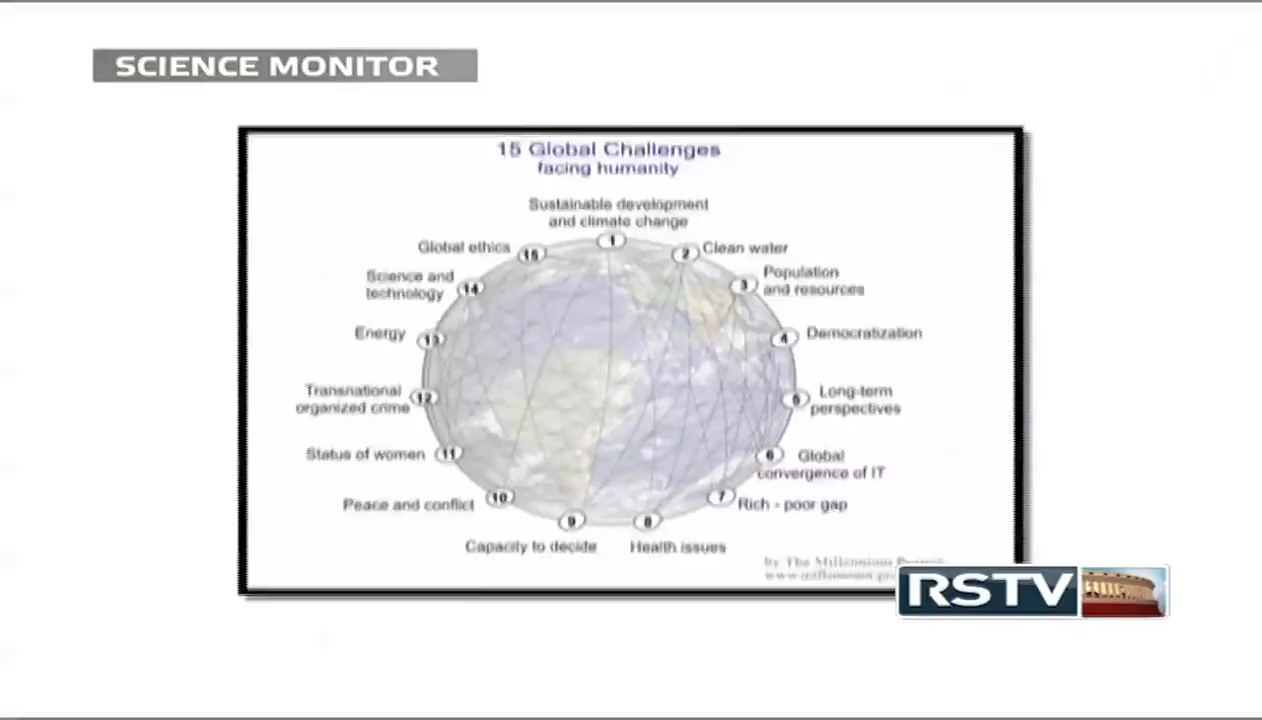 SCIENCE MONITOR
15 Global Challenges
facing humanity
Sustainable development
and climate change
1
Global ethics
15
2
Clean water
Science and
technology
14
3
Population
and resources
Energy
13
4
Democratization
Transnational
organized crime
12
5
Long-term
perspectives
Status of women
11
6
Global
convergence of IT
Peace and conflict
10
7
Rich - poor gap
9
8
Capacity to decide
Health issues
by The Millennium
RSTV